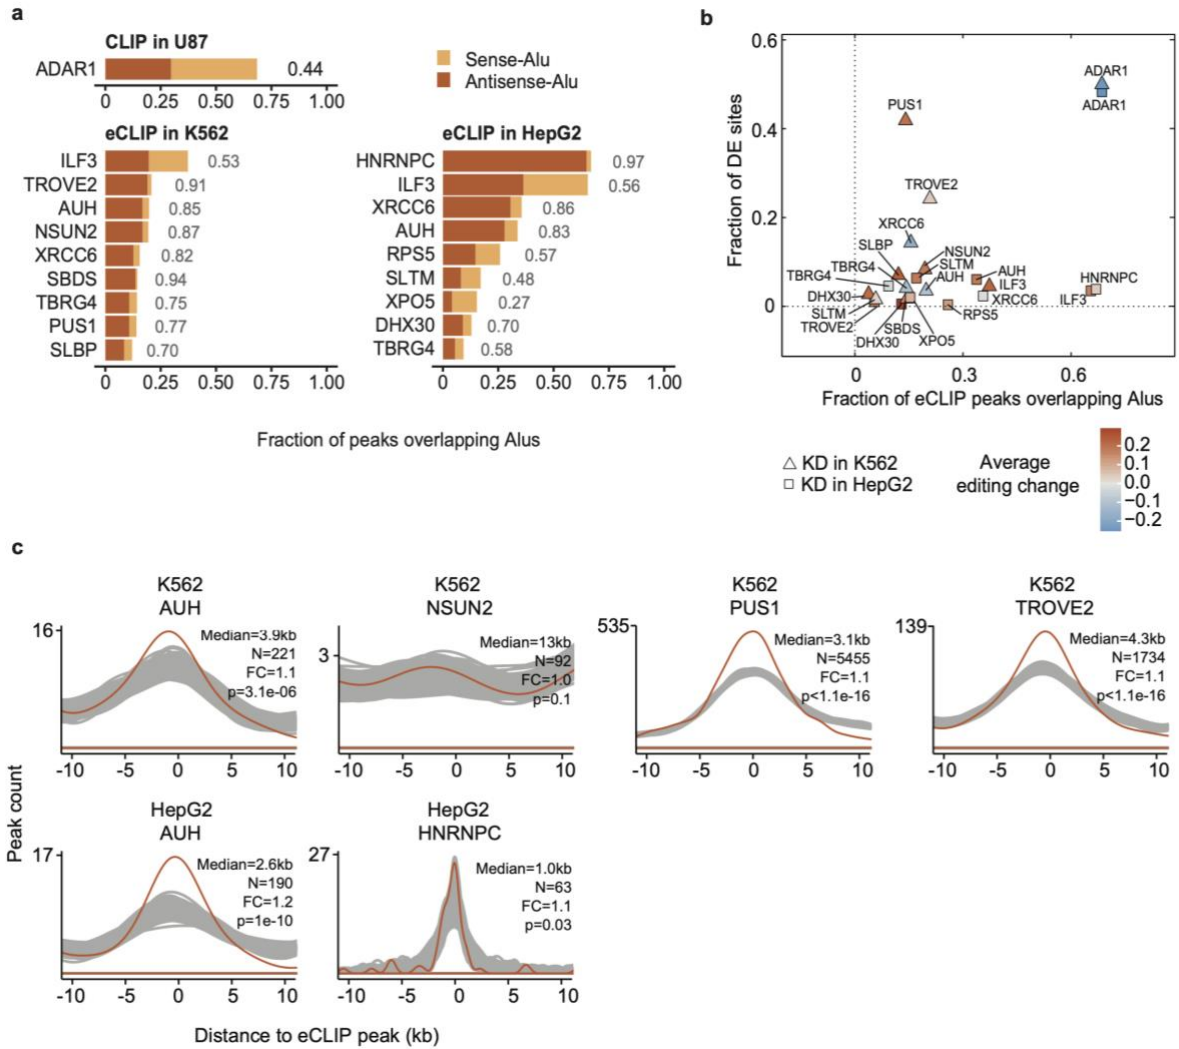 a
CLIP in U87
ADAR1
0.44
0 0.25 0.50 0.75 1.00
Sense-Alu
Antisense-Alu
eCLIP in K562
ILF3 0.53
TROVE2 0.91
AUH 0.85
NSUN2 0.87
XRCC6 0.82
SBDS 0.94
TBRG4 0.75
PUS1 0.77
SLBP 0.70
0 0.25 0.50 0.75 1.00
eCLIP in HepG2
HNRNPC 0.97
ILF3 0.56
XRCC6 0.86
AUH 0.83
RPS5 0.57
SLTM 0.48
XPO5 0.27
DHX30 0.70
TBRG4 0.58
0 0.25 0.50 0.75 1.00
Fraction of peaks overlapping Alus
b
Fraction of DE sites
0.6
0.4
0.2
0
ADAR1
ADAR1
PUS1
TROVE2
XRCC6
SLBP
NSUN2
TBRG4
SLTM
TBRG4
AUH
AUH
ILF3
DHX30
XRCC6
HNRNPC
ILF3
SLTM
RPS5
TROVE2
SBDS
DHX30
XPO5
0 0.3 0.6
Fraction of eCLIP peaks overlapping Alus
KD in K562
KD in HepG2
Average
editing change
0.2
0.1
0.0
−0.1
−0.2
c
Peak count
K562
AUH
16
Median=3.9kb
N=221
FC=1.1
p=3.1e-06
-10 -5 0 5 10
K562
NSUN2
3
Median=13kb
N=92
FC=1.0
p=0.1
-10 -5 0 5 10
K562
PUS1
535
Median=3.1kb
N=5455
FC=1.1
p<1.1e-16
-10 -5 0 5 10
K562
TROVE2
139
Median=4.3kb
N=1734
FC=1.1
p<1.1e-16
-10 -5 0 5 10
HepG2
AUH
17
Median=2.6kb
N=190
FC=1.2
p=1e-10
-10 -5 0 5 10
HepG2
HNRNPC
27
Median=1.0kb
N=63
FC=1.1
p=0.03
-10 -5 0 5 10
Distance to eCLIP peak (kb)